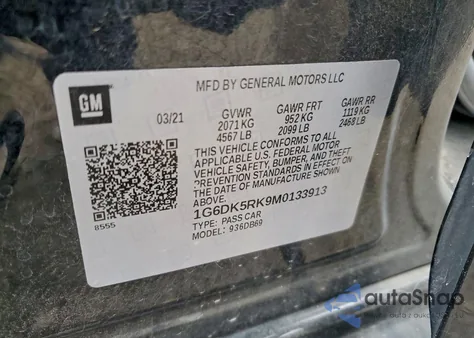 MFD BY GENERAL MOTORS LLC
GM
03/21 GVWR GAWR FRT GAWR RR
2071 KG 952 KG 1119 KG
4567 LB 2099 LB 2468 LB
THIS VEHICLE CONFORMS TO ALL
APPLICABLE U.S. FEDERAL MOTOR
VEHICLE SAFETY, BUMPER, AND THEFT
PREVENTION STANDARDS IN EFFECT ON
THE DATE OF MANUFACTURE SHOWN ABOVE.
1G6DK5RK9M0133913
TYPE: PASS CAR
8555 MODEL: 936DB69
autaSnap